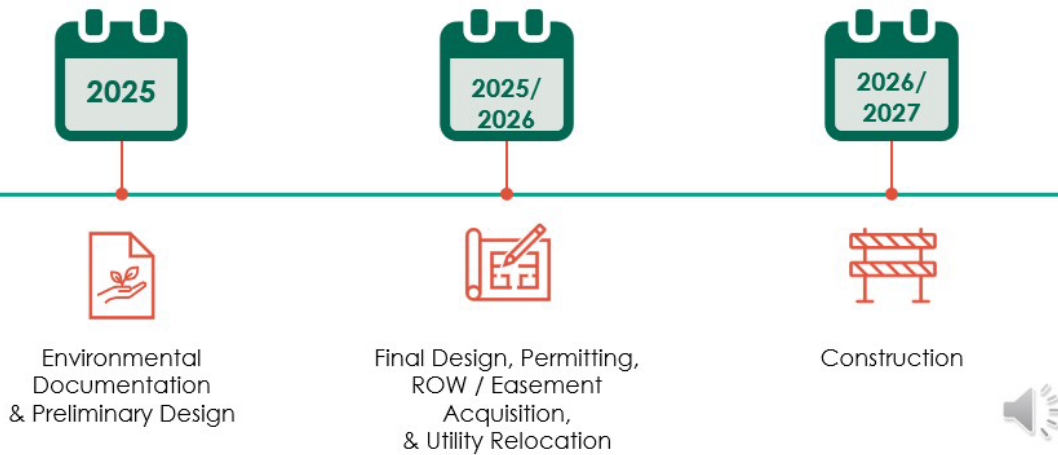 2025
2025/
2026
2026/
2027
Environmental
Documentation
& Preliminary Design
Final Design, Permitting,
ROW / Easement
Acquisition,
& Utility Relocation
Construction